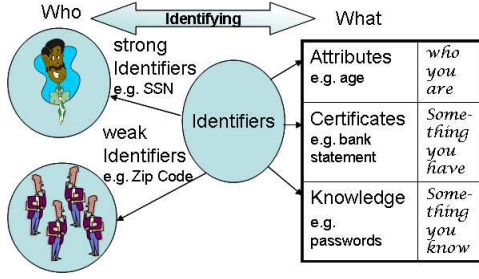 Who
Identifying
What
strong
Identifiers
e.g. SSN
weak
Identifiers
e.g. Zip Code
Identifiers
Attributes
e.g. age
who
you
are
Certificates
e.g. bank
statement
Some-
thing
you
have
Knowledge
e.g.
passwords
Some-
thing
you
know